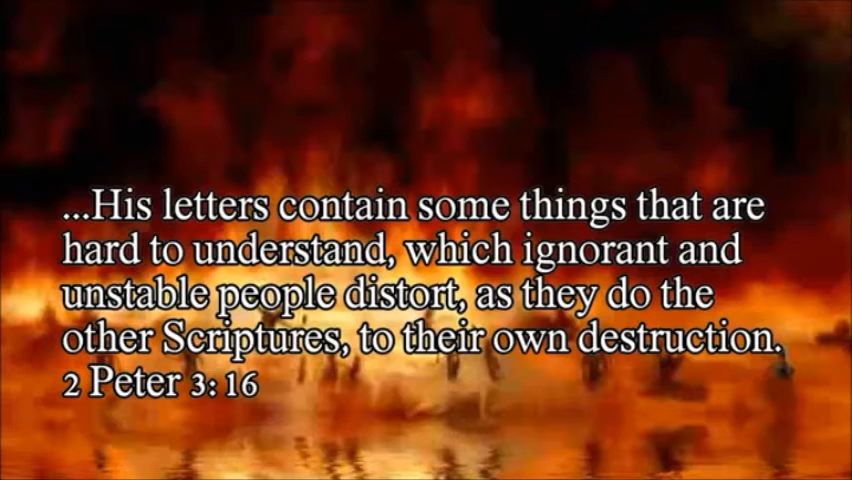 ...His letters contain some things that are
hard to understand, which ignorant and
unstable people distort, as they do the
other Scriptures, to their own destruction.
2 Peter 3: 16